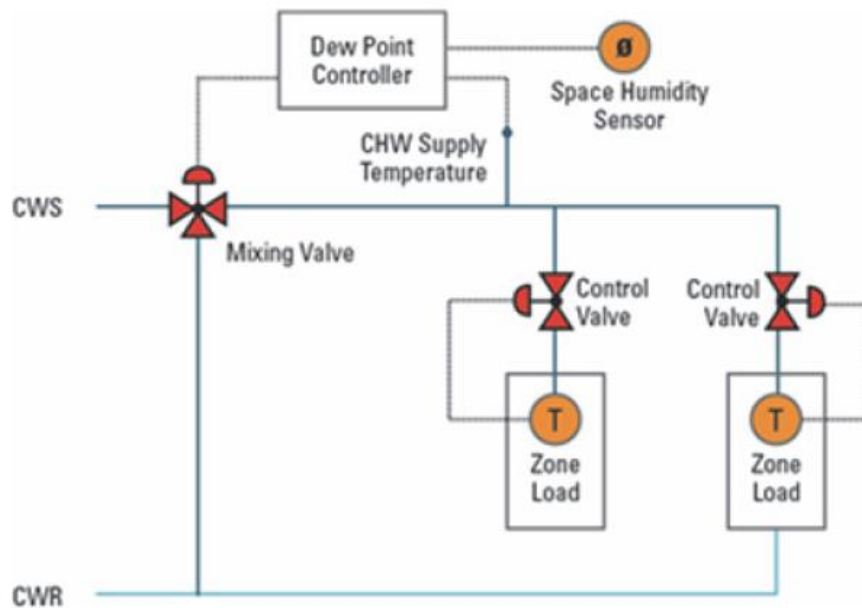 Dew Point
Controller
ø
Space Humidity
Sensor
CHW Supply
Temperature
CWS
Mixing Valve
Control
Valve
Control
Valve
T
Zone
Load
T
Zone
Load
CWR